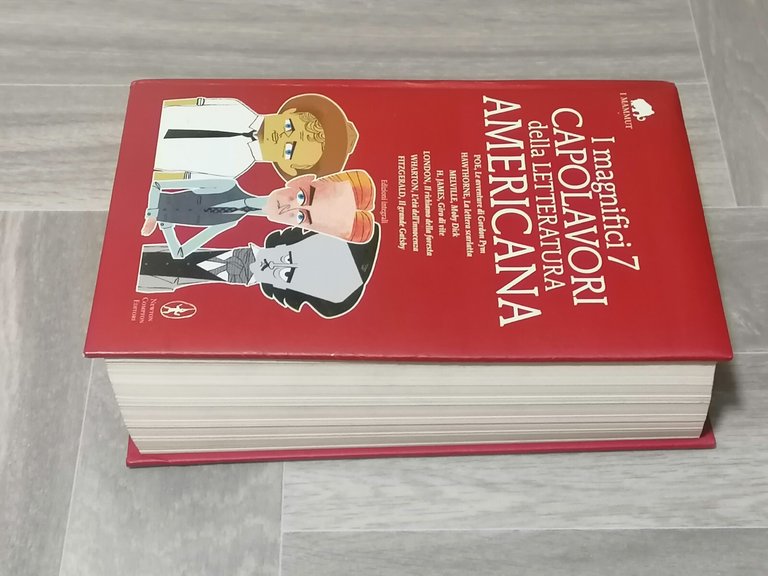 I MAMMUT
I magnifici 7
CAPOLAVORI
della LETTERATURA
AMERICANA
POE, Le avventure di Gordon Pym
HAWTHORNE, La lettera scarlatta
MELVILLE, Moby Dick
H. JAMES, Giro di vite
LONDON, Il richiamo della foresta
WHARTON, L'età dell'innocenza
FITZGERALD, Il grande Gatsby
Edizioni integrali
NEWTON
COMPTON
EDITORI